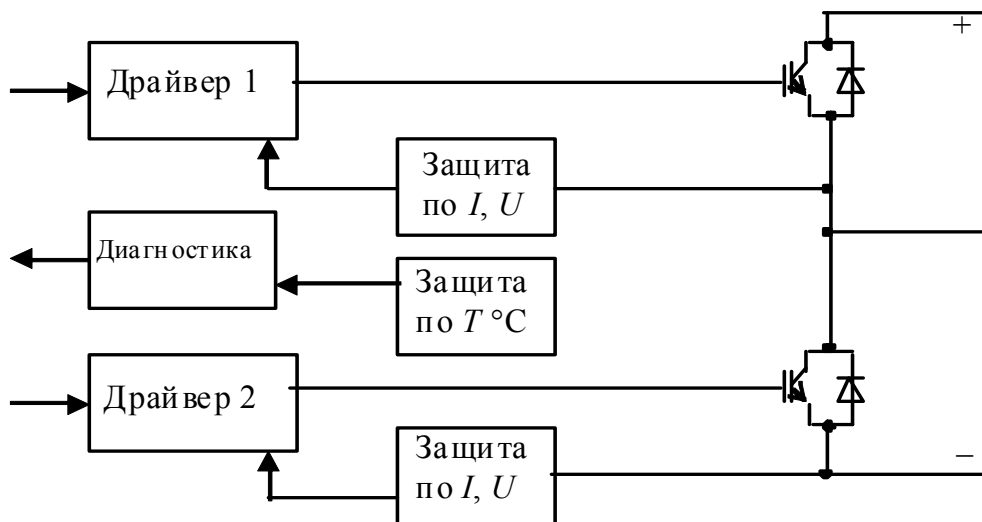 +
Драйвер 1
Защита
по I, U
Диагностика
Защита
по T °C
Драйвер 2
Защита
по I, U
–